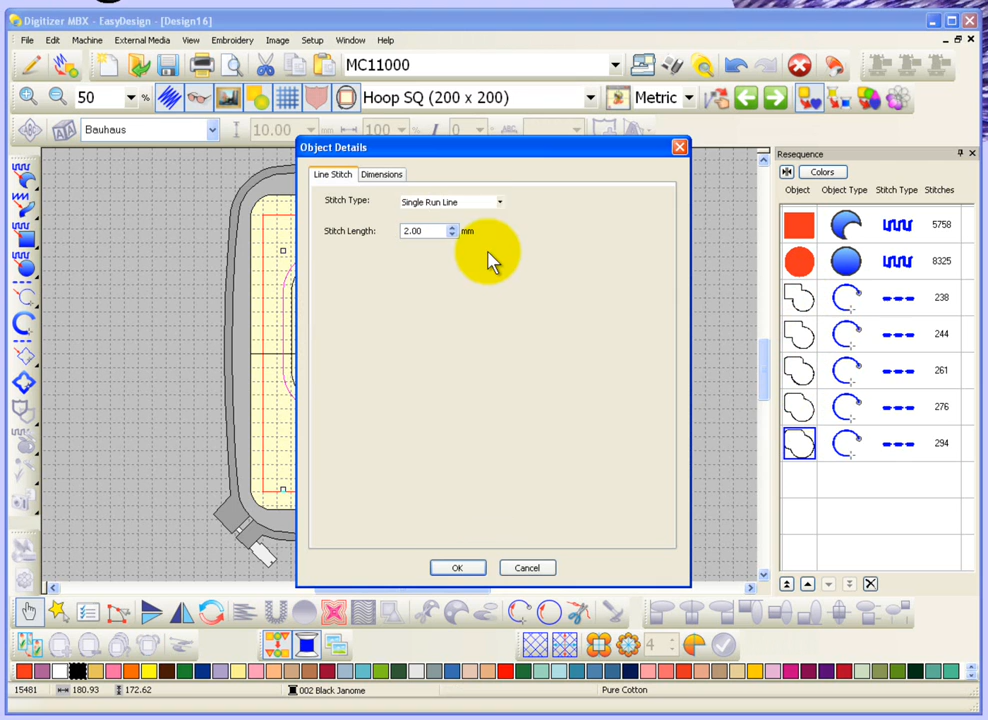 Digitizer MBX - EasyDesign - [Design16]
File Edit Machine External Media View Embroidery Image Setup Window Help
MC11000
50 % Hoop SQ (200 x 200) Metric
Bauhaus 10.00 100 0 ABC
Object Details
Line Stitch Dimensions
Stitch Type: Single Run Line
Stitch Length: 2.00 mm
OK Cancel
Resequence
Colors
Object Object Type Stitch Type Stitches
5758
8325
238
244
261
276
294
4
15481 180.93 172.62 002 Black Janome Pure Cotton